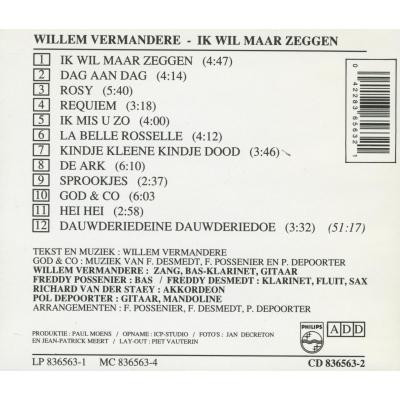 WILLEM VERMANDERE - IK WIL MAAR ZEGGEN
1 IK WIL MAAR ZEGGEN (4:47)
2 DAG AAN DAG (4:14)
3 ROSY (5:40)
4 REQUIEM (3:18)
5 IK MIS U ZO (4:00)
6 LA BELLE ROSSELLE (4:12)
7 KINDJE KLEENE KINDJE DOOD (3:46)
8 DE ARK (6:10)
9 SPROOKJES (2:37)
10 GOD & CO (6:03
11 HEI HEI (2:58)
12 DAUWDERIEDEINE DAUWDERIEDOE (3:32) (51:17)
0 42283 65632 1
TEKST EN MUZIEK : WILLEM VERMANDERE
GOD & CO : MUZIEK VAN F. DESMEDT, F. POSSENIER EN P. DEPOORTER
WILLEM VERMANDERE : ZANG, BAS-KLARINET, GITAAR
FREDDY POSSENIER : BAS / FREDDY DESMEDT : KLARINET, FLUIT, SAX
RICHARD VAN DER STAEY : AKKORDEON
POL DEPOORTER : GITAAR, MANDOLINE
ARRANGEMENTEN : F. POSSENIER, F. DESMEDT, P. DEPOORTER
PRODUKTIE : PAUL MOENS / OPNAME : ICP-STUDIO / FOTO'S : JAN DECRETON
EN JEAN-PATRICK MEERT / LAY-OUT : PIET VAUTERIN
PHILIPS
ADD
LP 836563-1 MC 836563-4 CD 836563-2